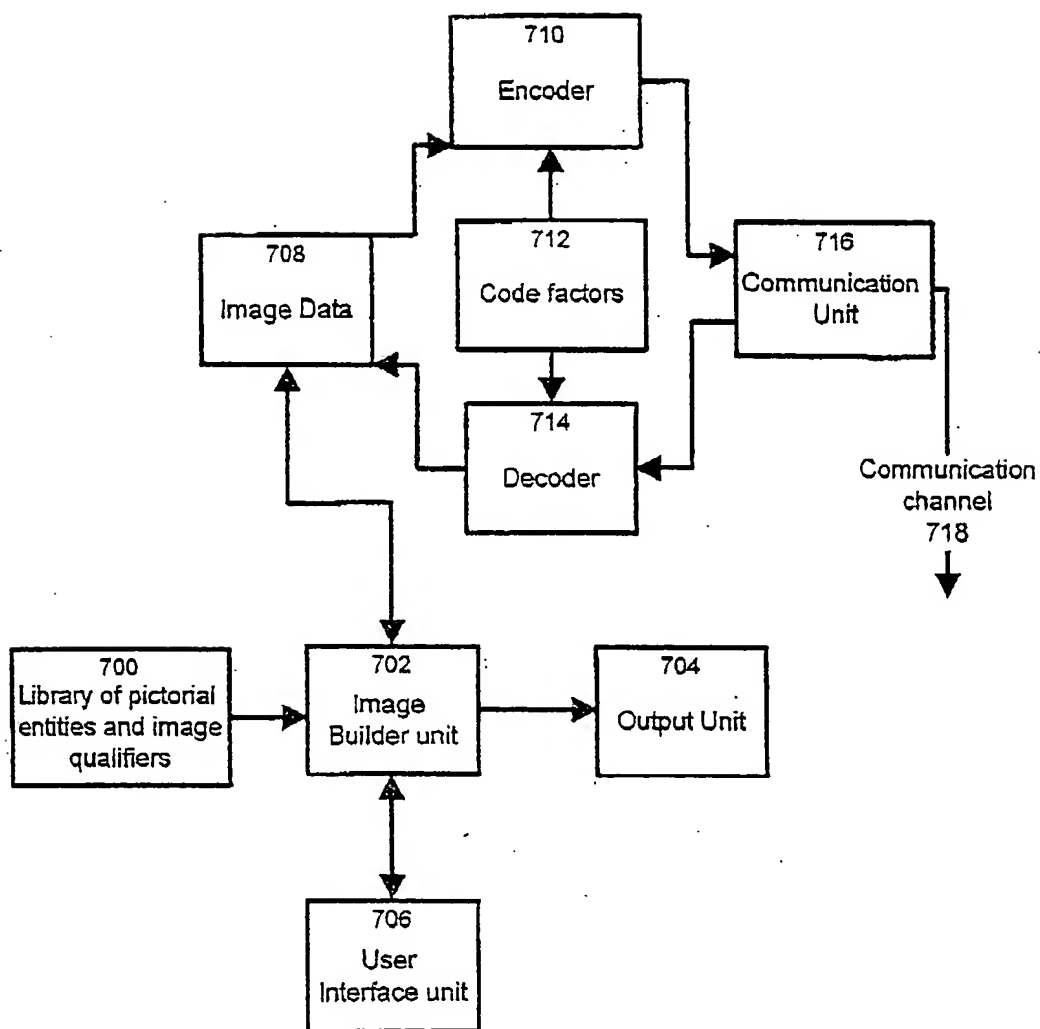 710
Encoder
708
Image Data
712
Code factors
716
Communication
Unit
714
Decoder
Communication
channel
718
700
Library of pictorial
entities and image
qualifiers
702
Image
Builder unit
704
Output Unit
706
User
Interface unit